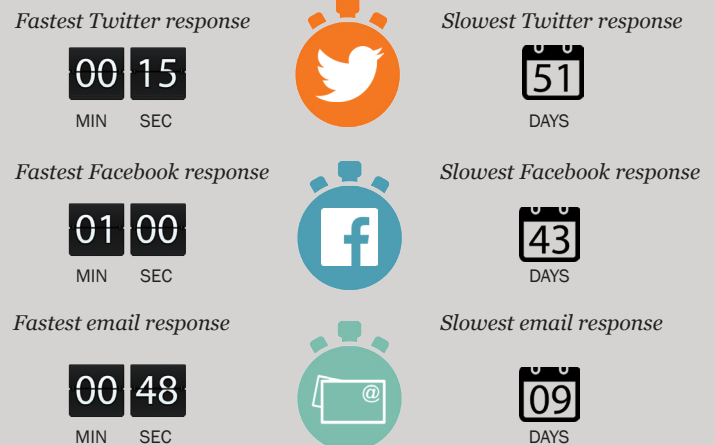 Fastest Twitter response
Slowest Twitter response
00 15
51
MIN SEC
DAYS
Fastest Facebook response
Slowest Facebook response
01 00
f
43
MIN SEC
DAYS
Fastest email response
Slowest email response
00 48
@
09
MIN SEC
DAYS